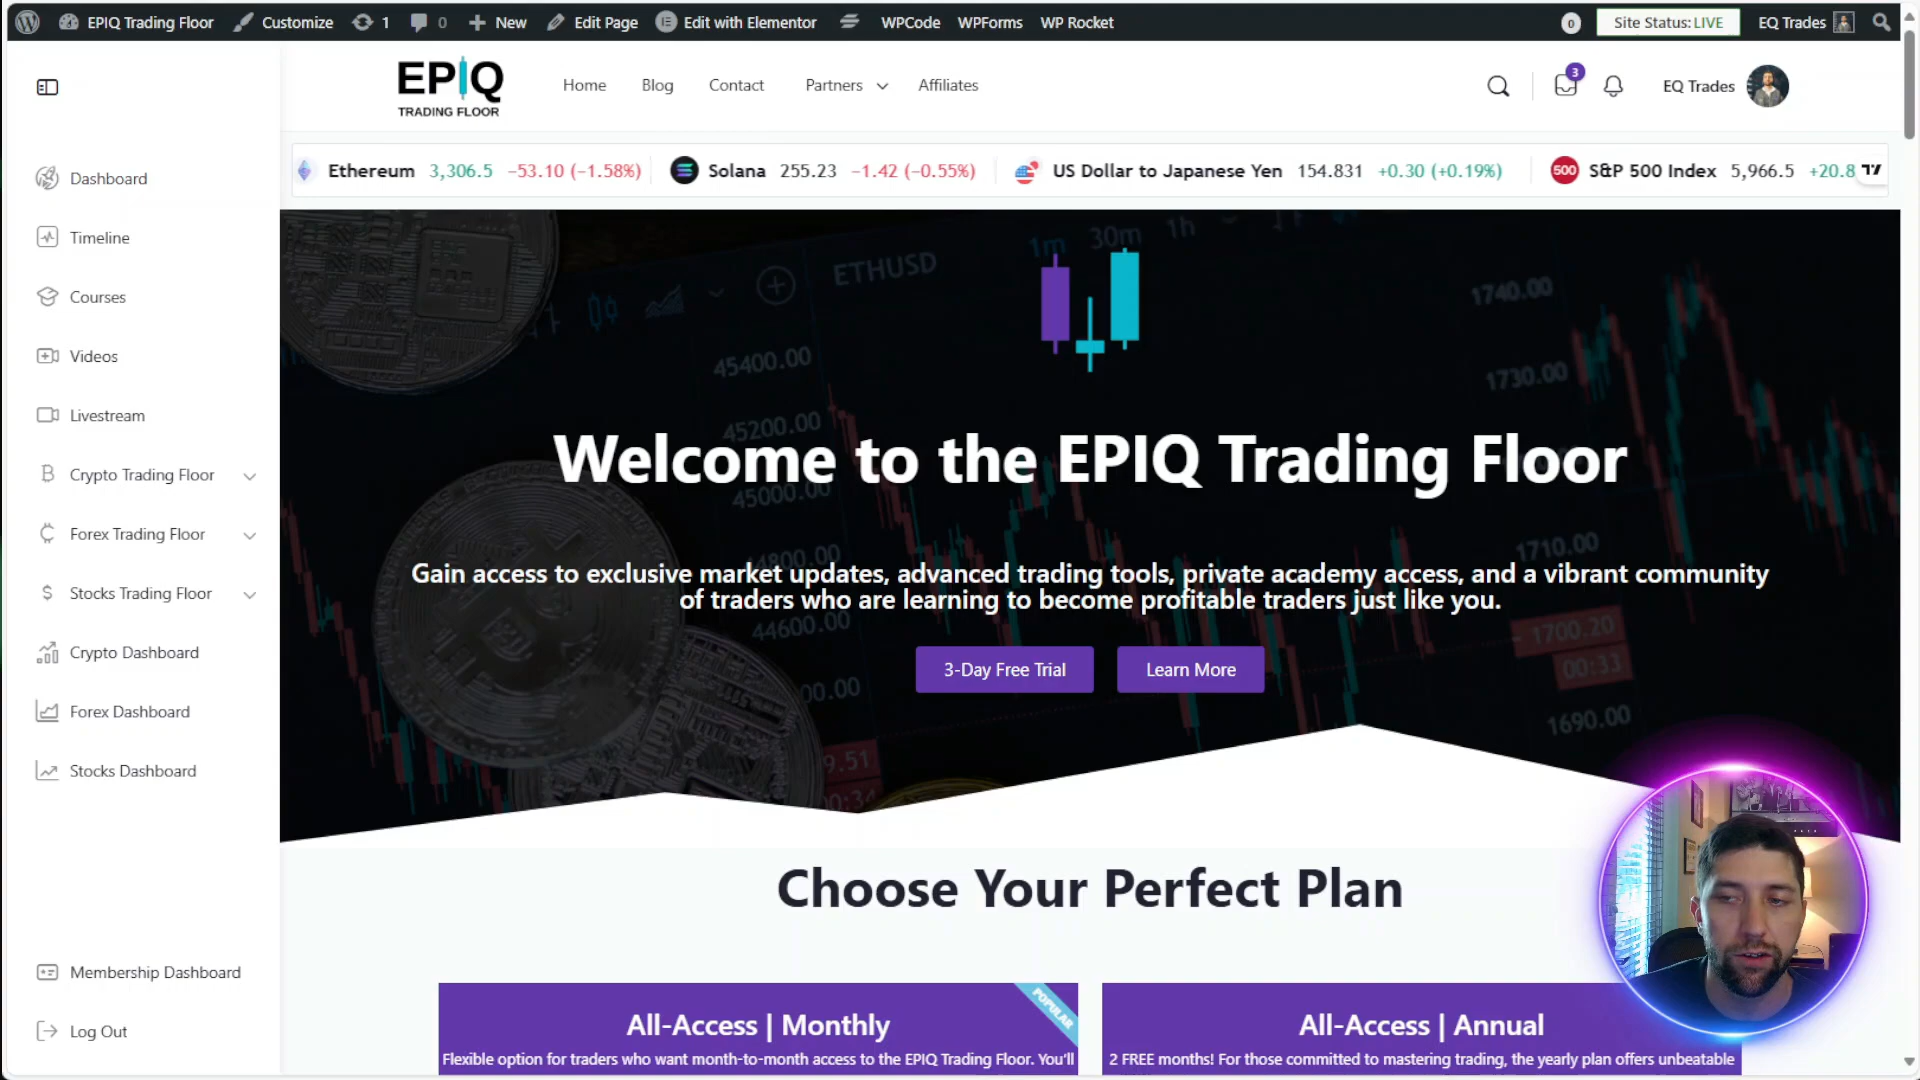 EPIQ Trading Floor
Customize
1
0
New
Edit Page
Edit with Elementor
WPCode
WPForms
WP Rocket
0
Site Status: LIVE
EQ Trades
EPIQ
TRADING FLOOR
Home
Blog
Contact
Partners
Affiliates
3
EQ Trades
Ethereum 3,306.5 −53.10 (−1.58%)
Solana 255.23 −1.42 (−0.55%)
US Dollar to Japanese Yen 154.831 +0.30 (+0.19%)
500 S&P 500 Index 5,966.5 +20.8
Dashboard
Timeline
Courses
Videos
Livestream
Crypto Trading Floor
Forex Trading Floor
Stocks Trading Floor
Crypto Dashboard
Forex Dashboard
Stocks Dashboard
Membership Dashboard
Log Out
1m 30m 1h
ETHUSD
1740.00
45400.00
1730.00
45200.00
45000.00
Welcome to the EPIQ Trading Floor
1710.00
Gain access to exclusive market updates, advanced trading tools, private academy access, and a vibrant community
of traders who are learning to become profitable traders just like you.
44600.00
1700.20
00:33
3-Day Free Trial
Learn More
1690.00
Choose Your Perfect Plan
All-Access | Monthly
POPULAR
Flexible option for traders who want month-to-month access to the EPIQ Trading Floor. You'll
All-Access | Annual
2 FREE months! For those committed to mastering trading, the yearly plan offers unbeatable